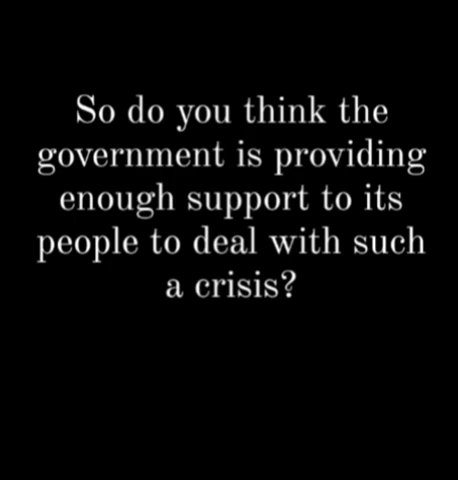 So do you think the
government is providing
enough support to its
people to deal with such
a crisis?